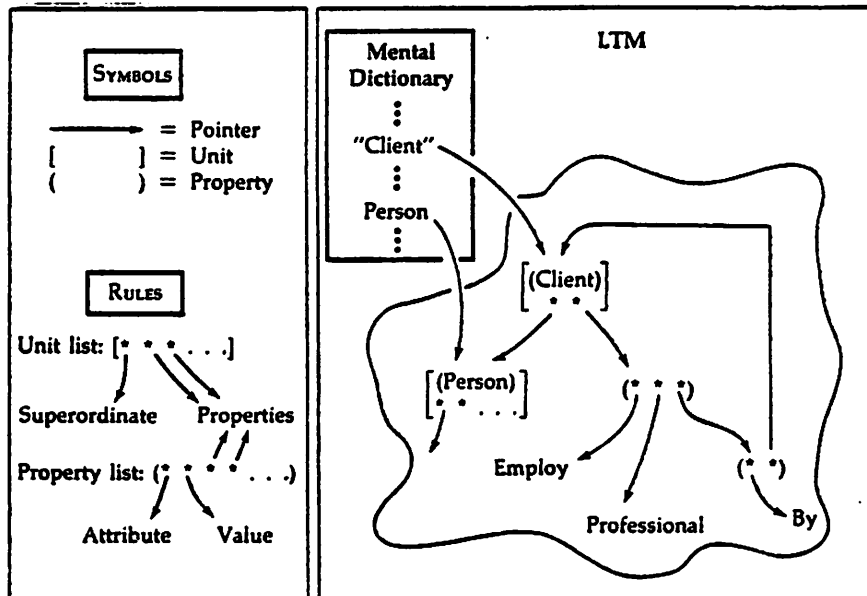 SYMBOLS
= Pointer
[ ] = Unit
( ) = Property
RULES
Unit list: [* * * . . .]
Superordinate Properties
Property list: (* * * * . . .)
Attribute Value
LTM
Mental
Dictionary
"Client"
Person
[(Client)
* *]
[(Person)
* * . . .]
(* * *)
Employ
Professional
(* *)
By